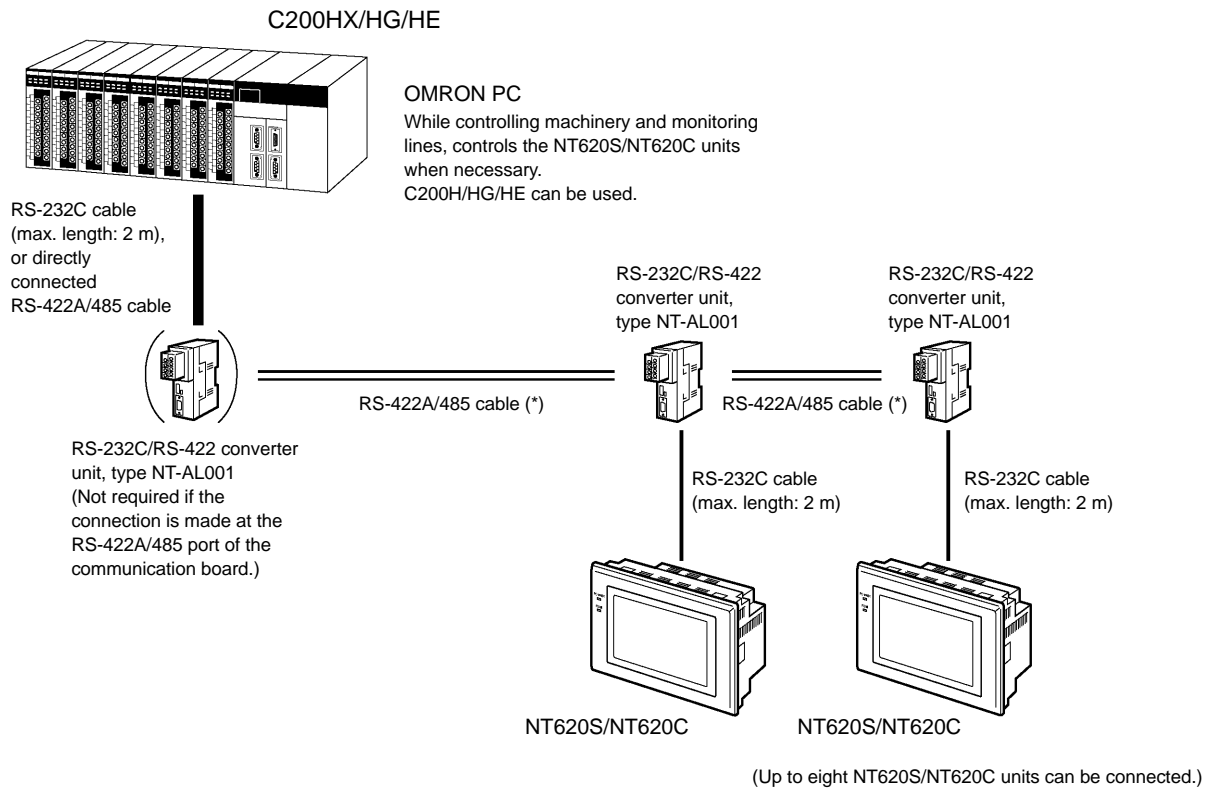 C200HX/HG/HE
OMRON PC
While controlling machinery and monitoring
lines, controls the NT620S/NT620C units
when necessary.
C200H/HG/HE can be used.
RS-232C cable
(max. length: 2 m),
or directly
connected
RS-422A/485 cable
RS-232C/RS-422
converter unit,
type NT-AL001
RS-232C/RS-422
converter unit,
type NT-AL001
RS-422A/485 cable (*)
RS-422A/485 cable (*)
RS-232C/RS-422 converter
unit, type NT-AL001
(Not required if the
connection is made at the
RS-422A/485 port of the
communication board.)
RS-232C cable
(max. length: 2 m)
RS-232C cable
(max. length: 2 m)
NT620S/NT620C
NT620S/NT620C
(Up to eight NT620S/NT620C units can be connected.)